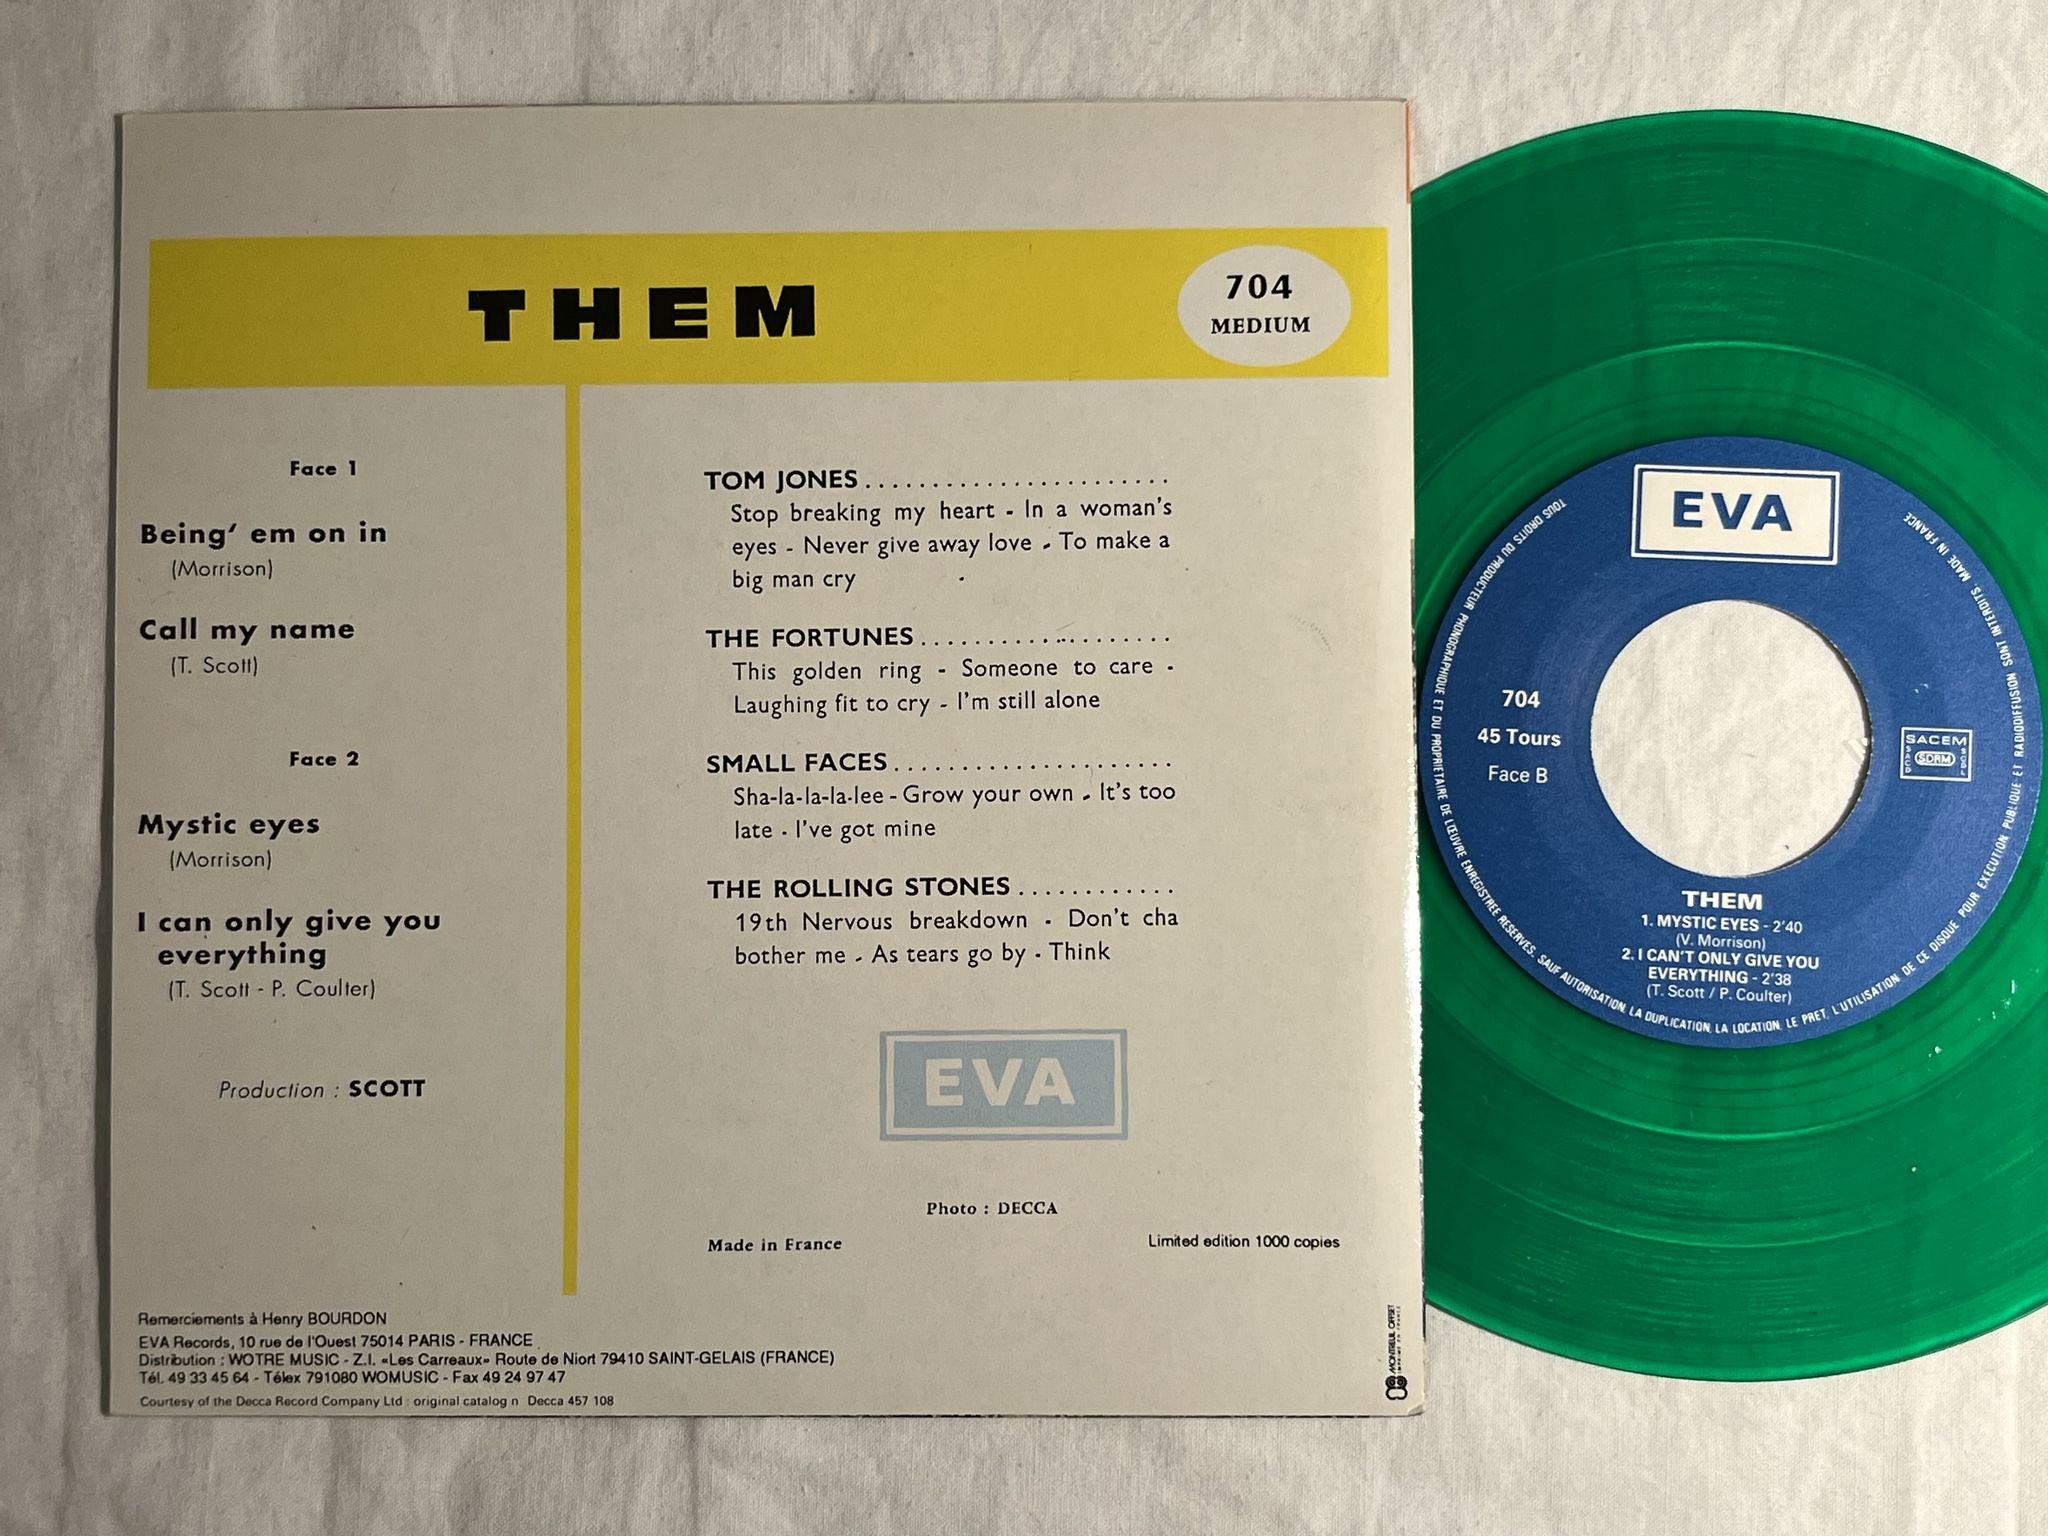 THEM
704
MEDIUM
Face 1
Being' em on in
(Morrison)
Call my name
(T. Scott)
Face 2
Mystic eyes
(Morrison)
I can only give you
everything
(T. Scott - P. Coulter)
Production : SCOTT
TOM JONES........................
Stop breaking my heart - In a woman's
eyes - Never give away love - To make a
big man cry
THE FORTUNES...................
This golden ring - Someone to care -
Laughing fit to cry - I'm still alone
SMALL FACES.....................
Sha-la-la-la-lee - Grow your own - It's too
late - I've got mine
THE ROLLING STONES............
19th Nervous breakdown - Don't cha
bother me - As tears go by - Think
EVA
Photo : DECCA
Made in France
Limited edition 1000 copies
Remerciements à Henry BOURDON
EVA Records, 10 rue de l'Ouest 75014 PARIS - FRANCE
Distribution : WOTRE MUSIC - Z.I. «Les Carreaux» Route de Niort 79410 SAINT-GELAIS (FRANCE)
Tél. 49 33 45 64 - Télex 791080 WOMUSIC - Fax 49 24 97 47
Courtesy of the Decca Record Company Ltd : original catalog n Decca 457 108
MONTREUIL OFFSET
EVA
TOUS DROITS DU PRODUCTEUR PHONOGRAPHIQUE ET DU PROPRIETAIRE DE L'ŒUVRE ENREGISTREE RESERVES. SAUF AUTORISATION, LA DUPLICATION, LA LOCATION, LE PRET, L'UTILISATION DE CE DISQUE POUR EXECUTION PUBLIQUE ET RADIODIFFUSION SONT INTERDITS. MADE IN FRANCE
704
45 Tours
Face B
SACEM
SACD
SDRM
SCDL
THEM
1. MYSTIC EYES - 2'40
(V. Morrison)
2. I CAN'T ONLY GIVE YOU
EVERYTHING - 2'38
(T. Scott / P. Coulter)